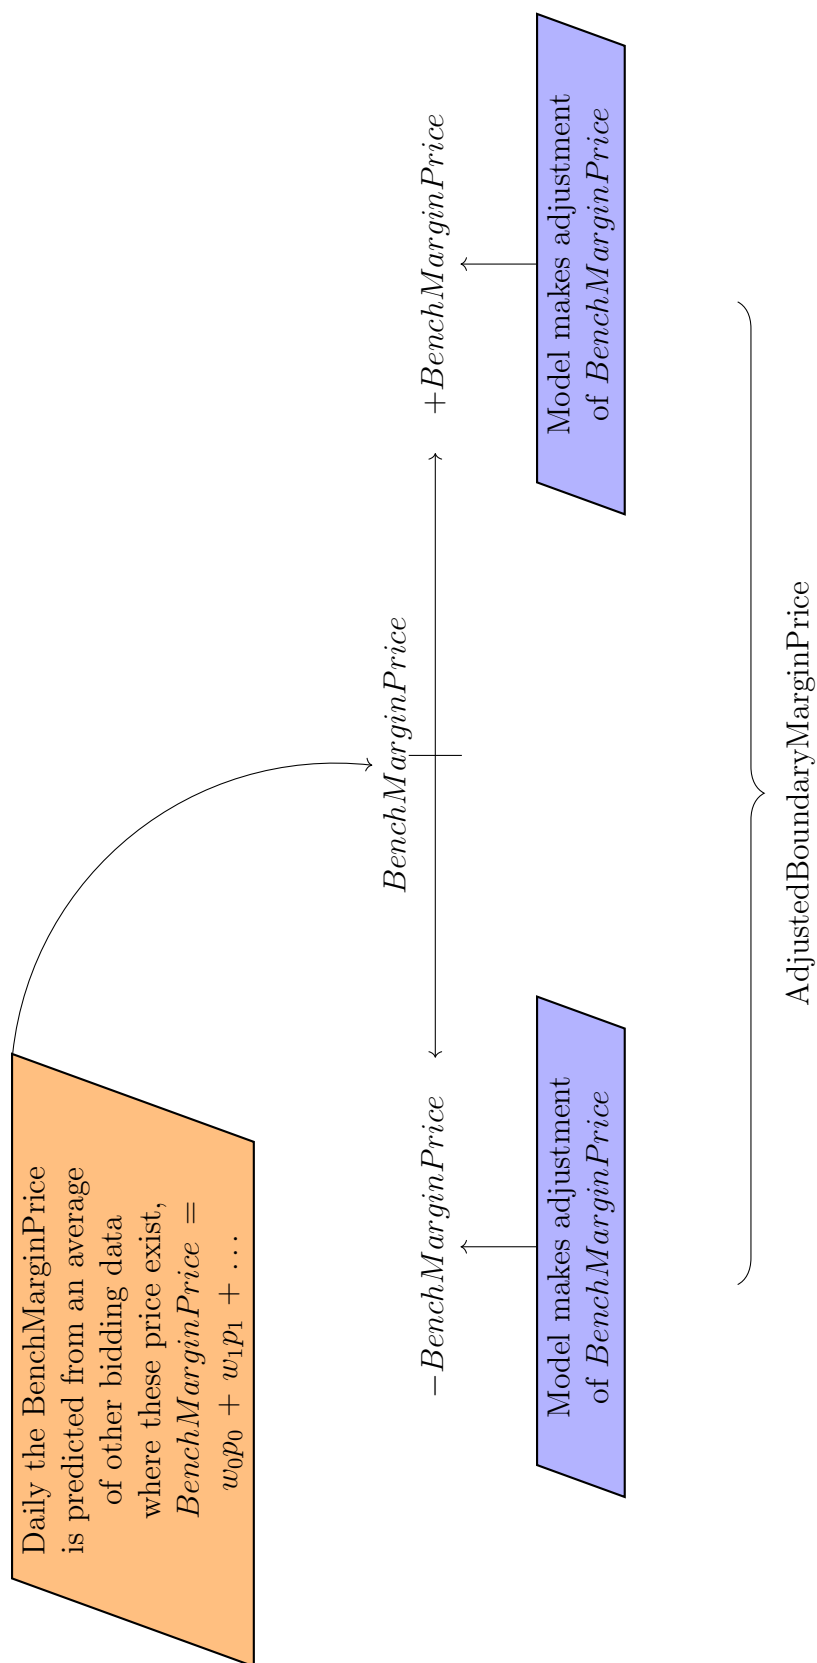 Daily the BenchMarginPrice
is predicted from an average
of other bidding data
where these price exist,
BenchMarginPrice =
w₀p₀ + w₁p₁ + …
BenchMarginPrice
−BenchMarginPrice
+BenchMarginPrice
Model makes adjustment
of BenchMarginPrice
Model makes adjustment
of BenchMarginPrice
AdjustedBoundaryMarginPrice